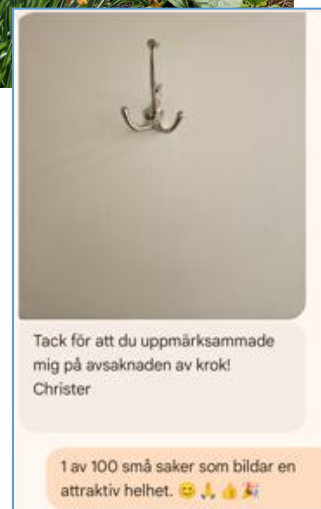 Tack för att du uppmärksammade
mig på avsaknaden av krok!
Christer
1 av 100 små saker som bildar en
attraktiv helhet. 😊🙏👍🎉